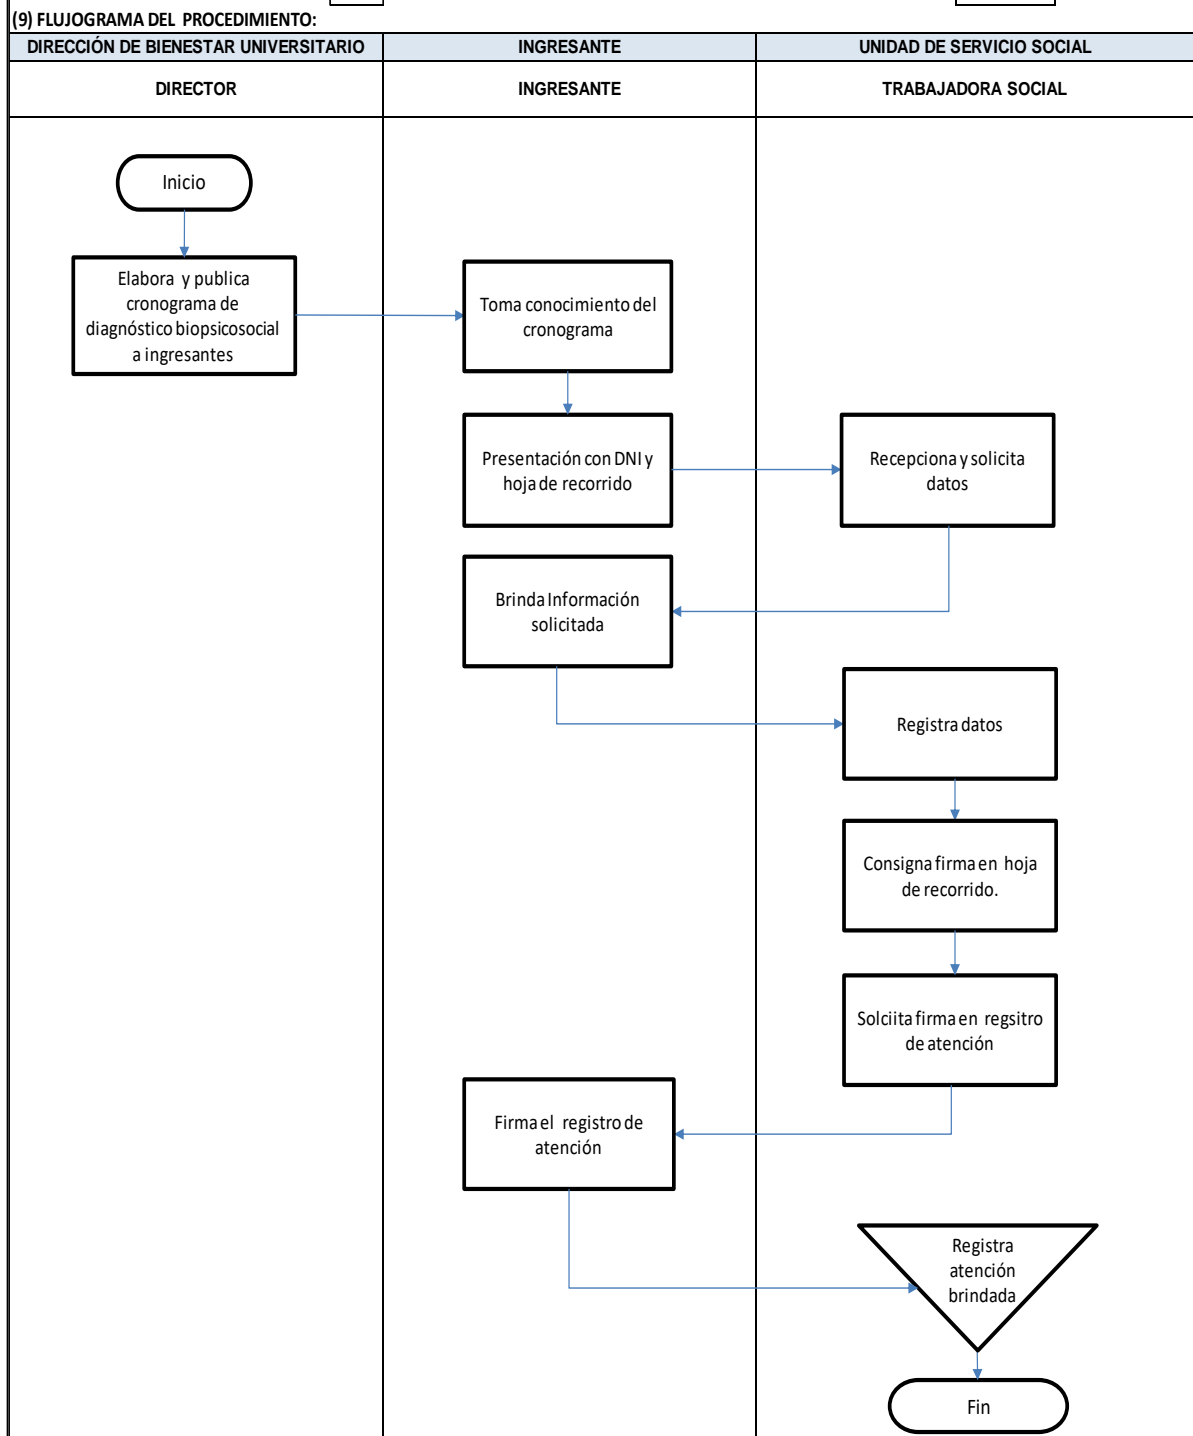 (9) FLUJOGRAMA DEL PROCEDIMIENTO:
DIRECCIÓN DE BIENESTAR UNIVERSITARIO
INGRESANTE
UNIDAD DE SERVICIO SOCIAL
DIRECTOR
INGRESANTE
TRABAJADORA SOCIAL
Inicio
Elabora y publica
cronograma de
diagnóstico biopsicosocial
a ingresantes
Toma conocimiento del
cronograma
Presentación con DNI y
hoja de recorrido
Recepciona y solicita
datos
Brinda Información
solicitada
Registra datos
Consigna firma en hoja
de recorrido.
Solciita firma en regsitro
de atención
Firma el registro de
atención
Registra
atención
brindada
Fin